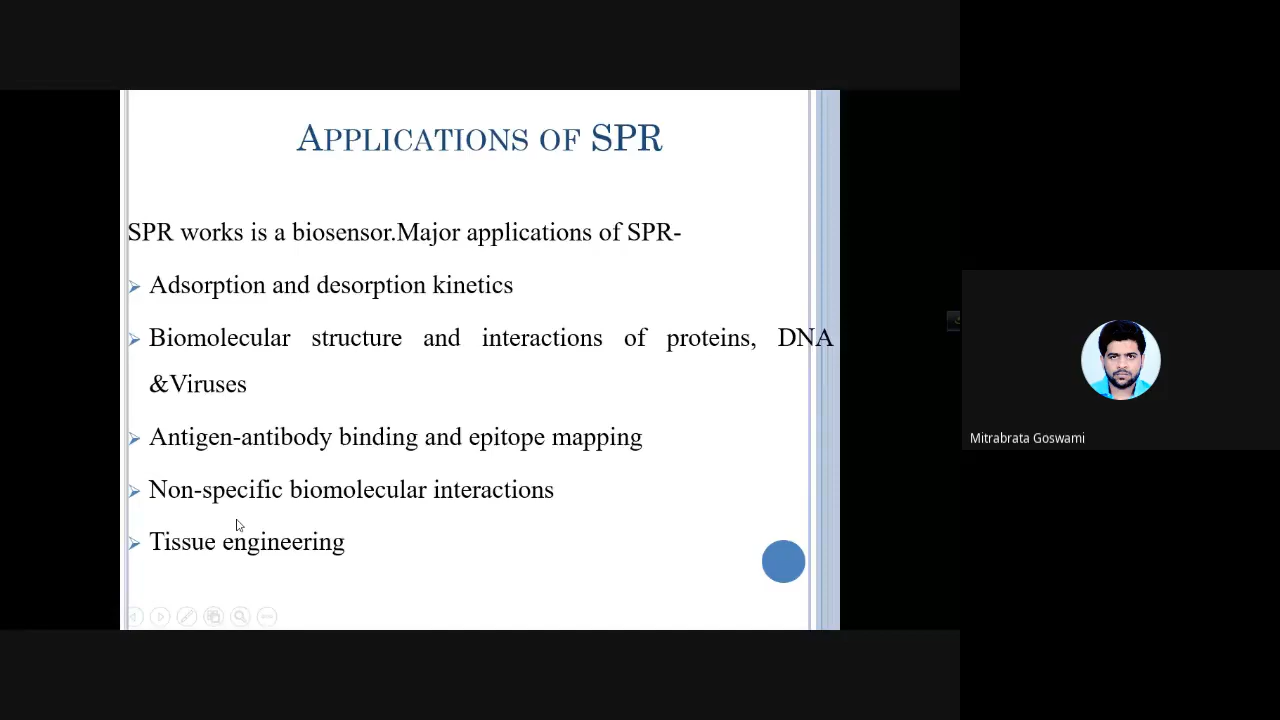 APPLICATIONS OF SPR
SPR works is a biosensor.Major applications of SPR-
Adsorption and desorption kinetics
Biomolecular structure and interactions of proteins, DNA
&Viruses
Antigen-antibody binding and epitope mapping
Non-specific biomolecular interactions
Tissue engineering
Mitrabrata Goswami